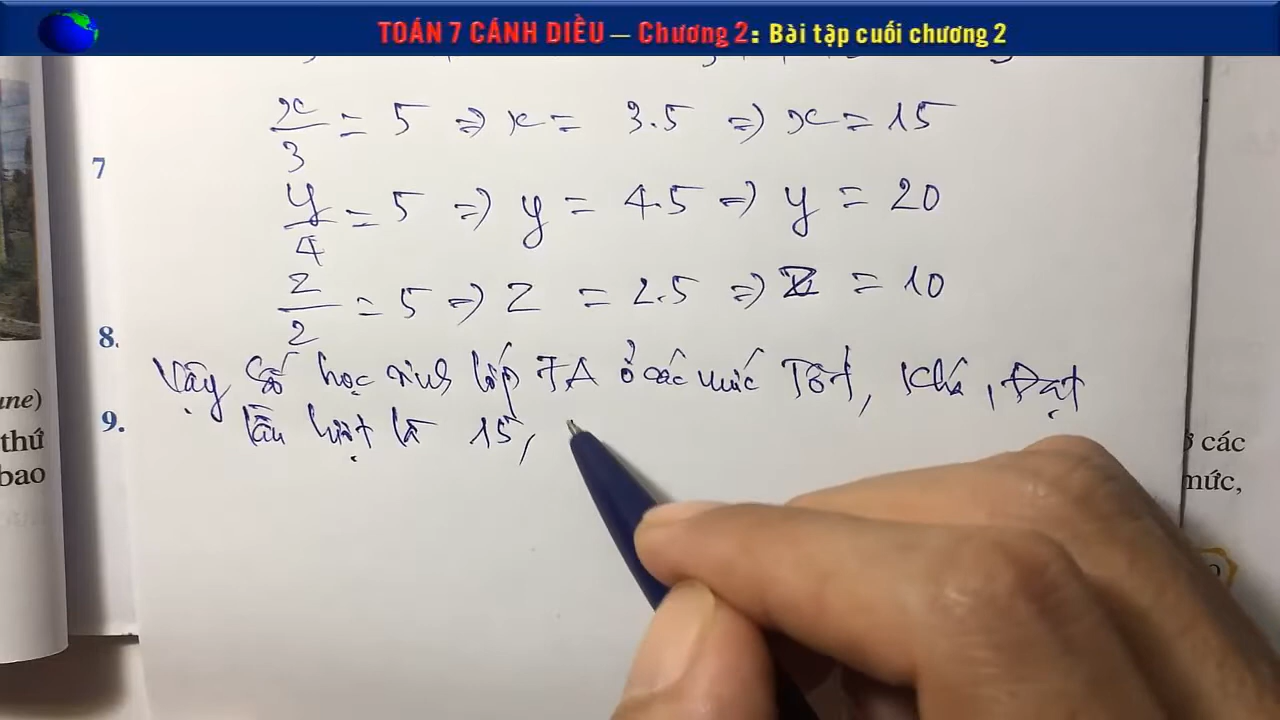 TOÁN 7 CÁNH DIỀU – Chương 2: Bài tập cuối chương 2
x/3 = 5 => x = 3.5 => x = 15
7
y/4 = 5 => y = 4.5 => y = 20
z/2 = 5 => z = 2.5 => z = 10
8.
Vậy số học sinh lớp 7A ở các mức Tốt, Khá, Đạt
lần lượt là 15,
9.
une)
thứ
bao
các
mức,